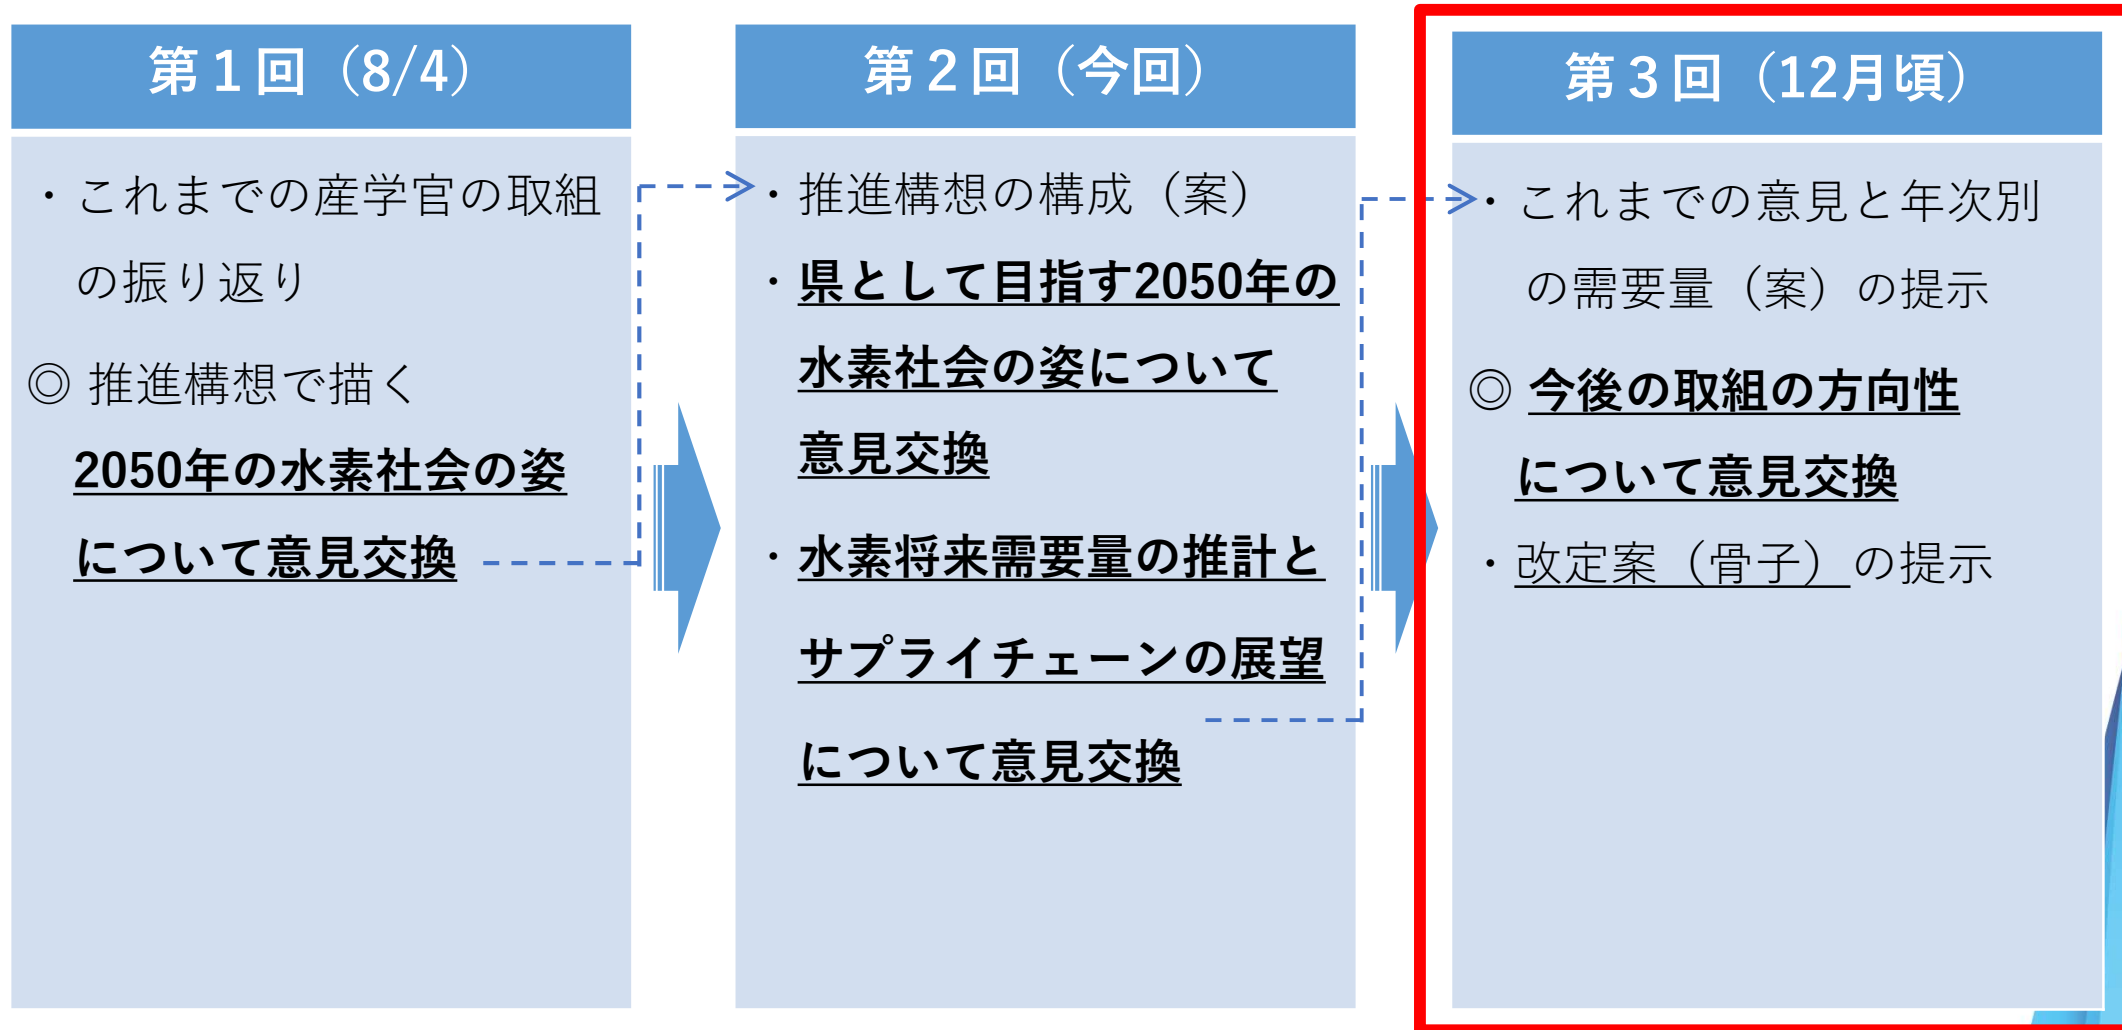 第１回（8/4）
・これまでの産学官の取組
の振り返り
◎ 推進構想で描く
2050年の水素社会の姿
について意見交換
第２回（今回）
・推進構想の構成（案）
・県として目指す2050年の
水素社会の姿について
意見交換
・水素将来需要量の推計と
サプライチェーンの展望
について意見交換
第３回（12月頃）
・これまでの意見と年次別
の需要量（案）の提示
◎ 今後の取組の方向性
について意見交換
・改定案（骨子）の提示